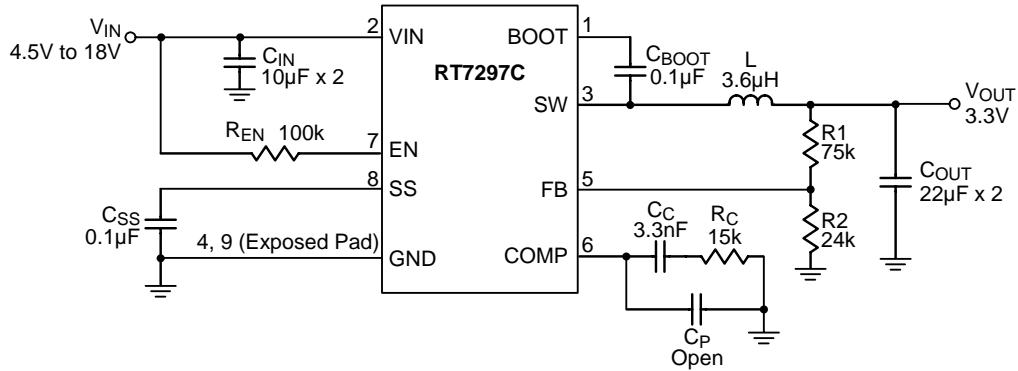 VIN
4.5V to 18V
CIN
10µF x 2
REN 100k
CSS
0.1µF
4, 9 (Exposed Pad)
2
7
8
VIN
EN
SS
GND
RT7297C
BOOT
SW
FB
COMP
1
3
5
6
CBOOT
0.1µF
L
3.6µH
VOUT
3.3V
R1
75k
COUT
22µF x 2
R2
24k
CC
3.3nF
RC
15k
CP
Open